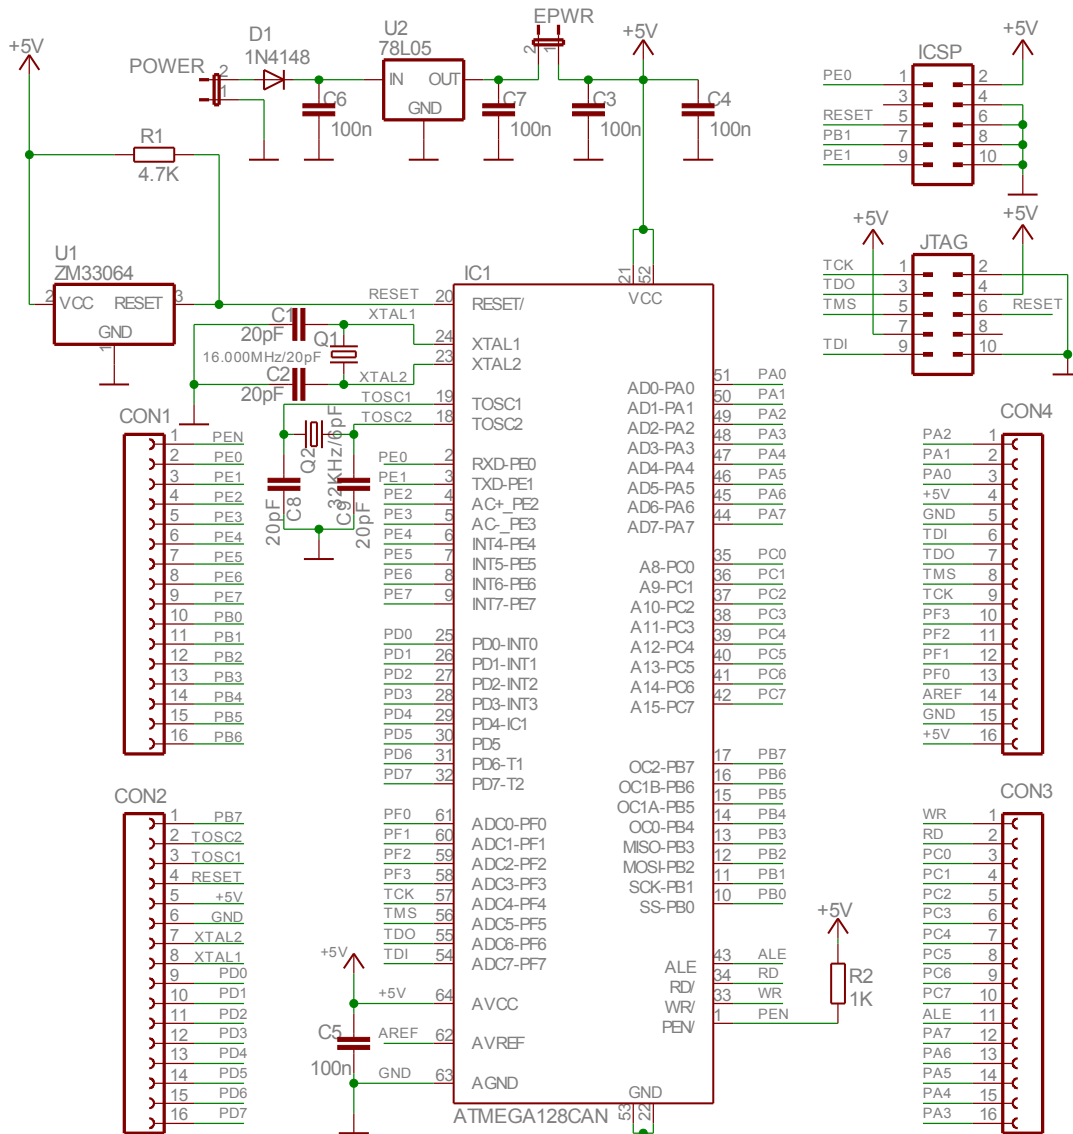 +5V
POWER
2
1
D1
1N4148
C6
100n
U2
78L05
IN
OUT
GND
C7
100n
EPWR
2
1
+5V
C3
100n
C4
100n
ICSP
+5V
PE0 1 2
3 4
RESET 5 6
PB1 7 8
PE1 9 10
R1
4.7K
U1
ZM33064
2 VCC RESET 3
GND
1
+5V
JTAG
+5V
TCK 1 2
TDO 3 4
TMS 5 6 RESET
7 8
TDI 9 10
IC1
21 52
VCC
RESET 20 RESET/
XTAL1 24 XTAL1
XTAL2 23 XTAL2
C1
20pF
Q1
16.000MHz/20pF
C2
20pF
TOSC1 19 TOSC1
TOSC2 18 TOSC2
Q2
32KHz/6pF
C8
20pF
C9
20pF
PE0 2 RXD-PE0
PE1 3 TXD-PE1
PE2 4 AC+_PE2
PE3 5 AC-_PE3
PE4 6 INT4-PE4
PE5 7 INT5-PE5
PE6 8 INT6-PE6
PE7 9 INT7-PE7
PD0 25 PD0-INT0
PD1 26 PD1-INT1
PD2 27 PD2-INT2
PD3 28 PD3-INT3
PD4 29 PD4-IC1
PD5 30 PD5
PD6 31 PD6-T1
PD7 32 PD7-T2
PF0 61 ADC0-PF0
PF1 60 ADC1-PF1
PF2 59 ADC2-PF2
PF3 58 ADC3-PF3
TCK 57 ADC4-PF4
TMS 56 ADC5-PF5
TDO 55 ADC6-PF6
TDI 54 ADC7-PF7
+5V
+5V 64 AVCC
AREF 62 AVREF
GND 63 AGND
C5
100n
AD0-PA0 51 PA0
AD1-PA1 50 PA1
AD2-PA2 49 PA2
AD3-PA3 48 PA3
AD4-PA4 47 PA4
AD5-PA5 46 PA5
AD6-PA6 45 PA6
AD7-PA7 44 PA7
A8-PC0 35 PC0
A9-PC1 36 PC1
A10-PC2 37 PC2
A11-PC3 38 PC3
A12-PC4 39 PC4
A13-PC5 40 PC5
A14-PC6 41 PC6
A15-PC7 42 PC7
OC2-PB7 17 PB7
OC1B-PB6 16 PB6
OC1A-PB5 15 PB5
OC0-PB4 14 PB4
MISO-PB3 13 PB3
MOSI-PB2 12 PB2
SCK-PB1 11 PB1
SS-PB0 10 PB0
ALE 43 ALE
RD/ 34 RD
WR/ 33 WR
PEN/ 1 PEN
+5V
R2
1K
GND
53 22
ATMEGA128CAN
CON1
1 PEN
2 PE0
3 PE1
4 PE2
5 PE3
6 PE4
7 PE5
8 PE6
9 PE7
10 PB0
11 PB1
12 PB2
13 PB3
14 PB4
15 PB5
16 PB6
CON2
1 PB7
2 TOSC2
3 TOSC1
4 RESET
5 +5V
6 GND
7 XTAL2
8 XTAL1
9 PD0
10 PD1
11 PD2
12 PD3
13 PD4
14 PD5
15 PD6
16 PD7
CON4
PA2 1
PA1 2
PA0 3
+5V 4
GND 5
TDI 6
TDO 7
TMS 8
TCK 9
PF3 10
PF2 11
PF1 12
PF0 13
AREF 14
GND 15
+5V 16
CON3
WR 1
RD 2
PC0 3
PC1 4
PC2 5
PC3 6
PC4 7
PC5 8
PC6 9
PC7 10
ALE 11
PA7 12
PA6 13
PA5 14
PA4 15
PA3 16